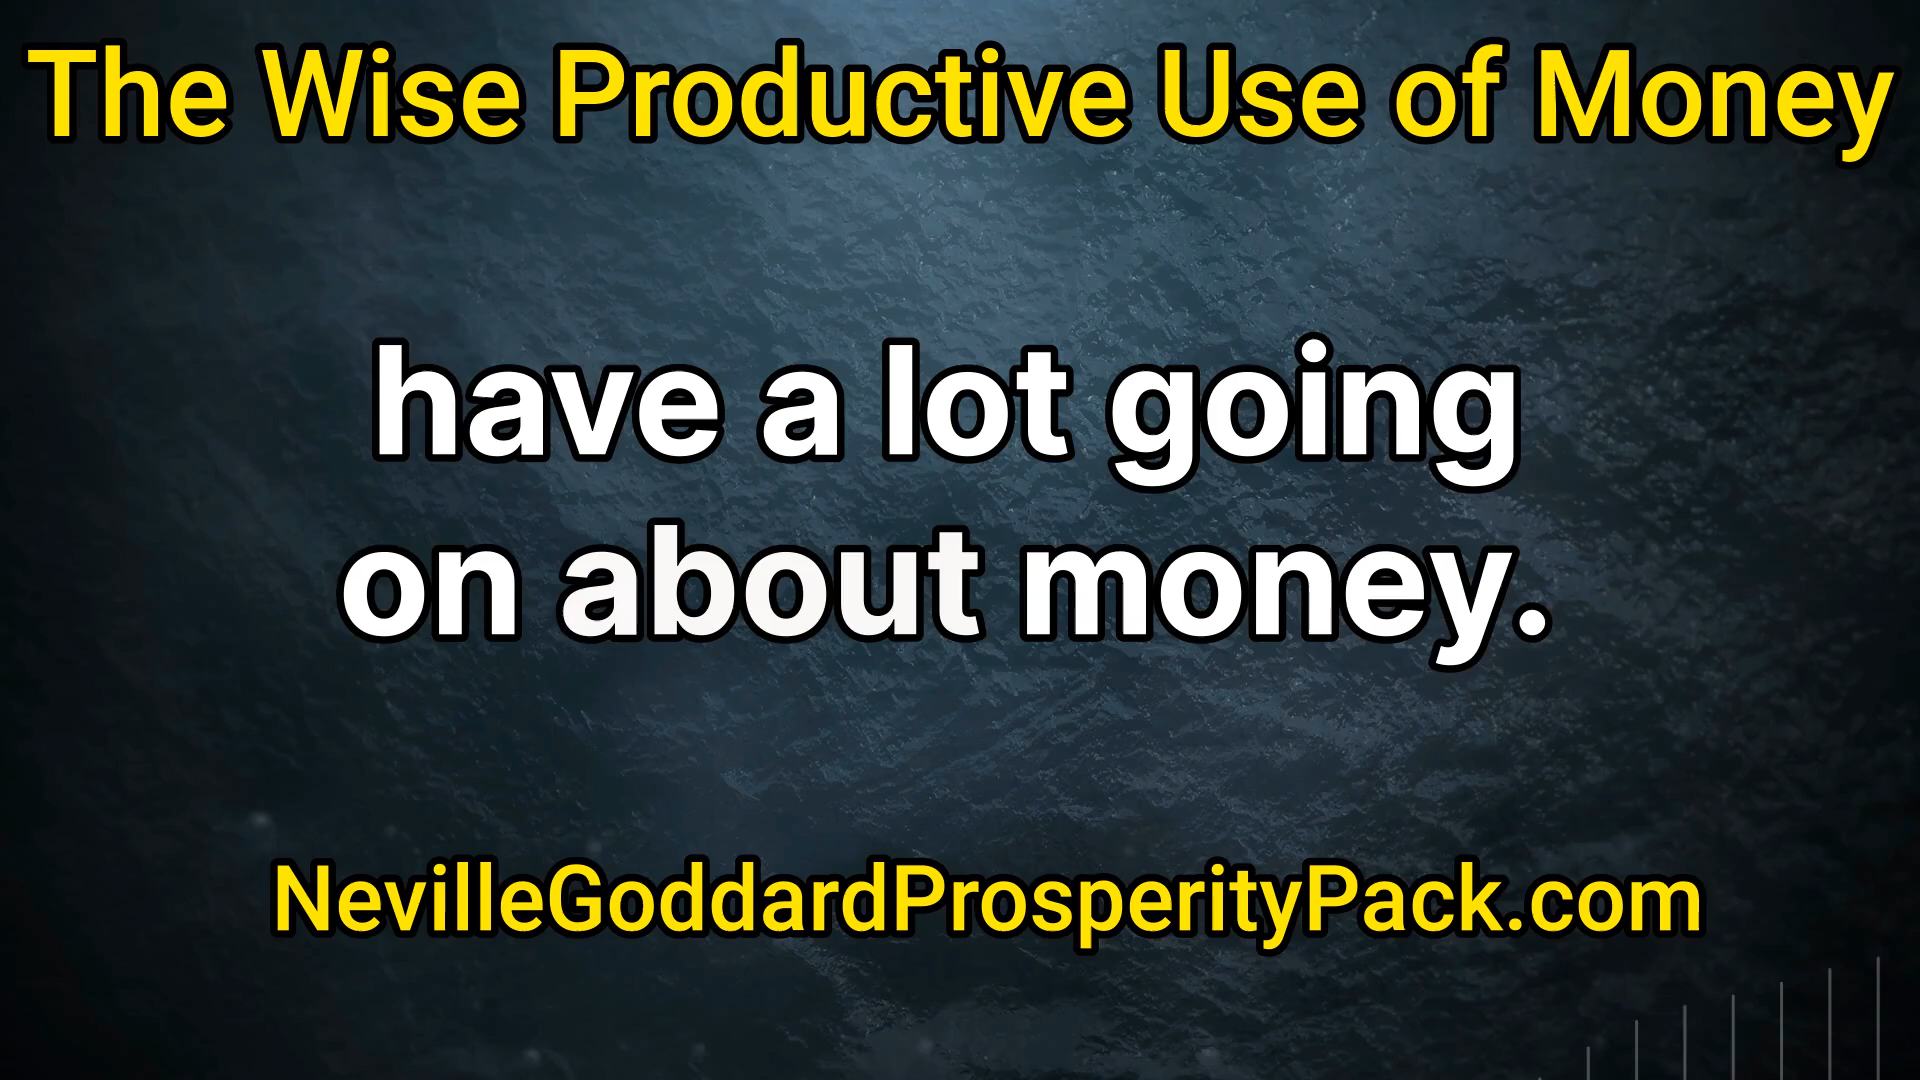 The Wise Productive Use of Money
have a lot going
on about money.
NevilleGoddardProsperityPack.com